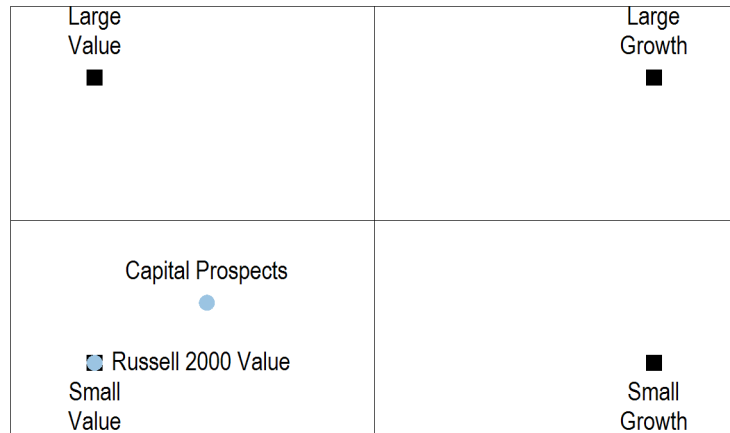 Large
Value
Large
Growth
Capital Prospects
Russell 2000 Value
Small
Value
Small
Growth